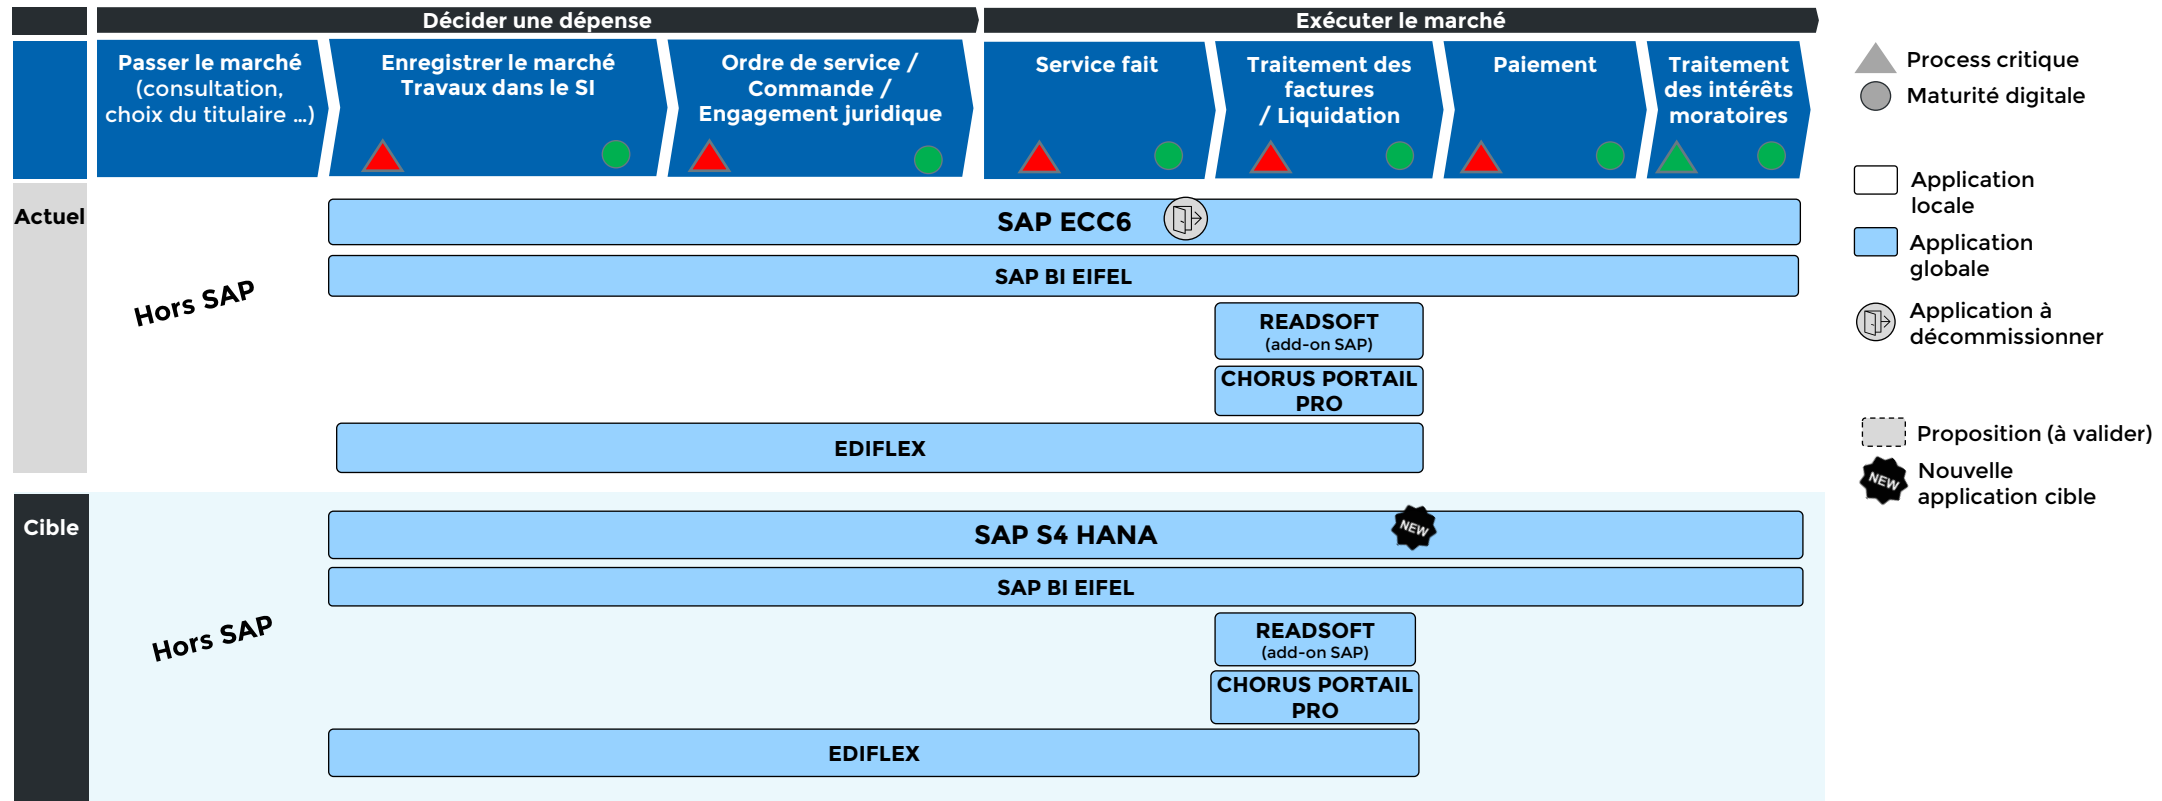 Décider une dépense
Exécuter le marché
Passer le marché
(consultation,
choix du titulaire ...)
Enregistrer le marché
Travaux dans le SI
Ordre de service /
Commande /
Engagement juridique
Service fait
Traitement des
factures
/ Liquidation
Paiement
Traitement
des intérêts
moratoires
Process critique
Maturité digitale
Application
locale
Application
globale
Application à
décommissionner
Proposition (à valider)
NEW
Nouvelle
application cible
Actuel
Hors SAP
SAP ECC6
SAP BI EIFEL
READSOFT
(add-on SAP)
CHORUS PORTAIL
PRO
EDIFLEX
Cible
Hors SAP
SAP S4 HANA
NEW
SAP BI EIFEL
READSOFT
(add-on SAP)
CHORUS PORTAIL
PRO
EDIFLEX